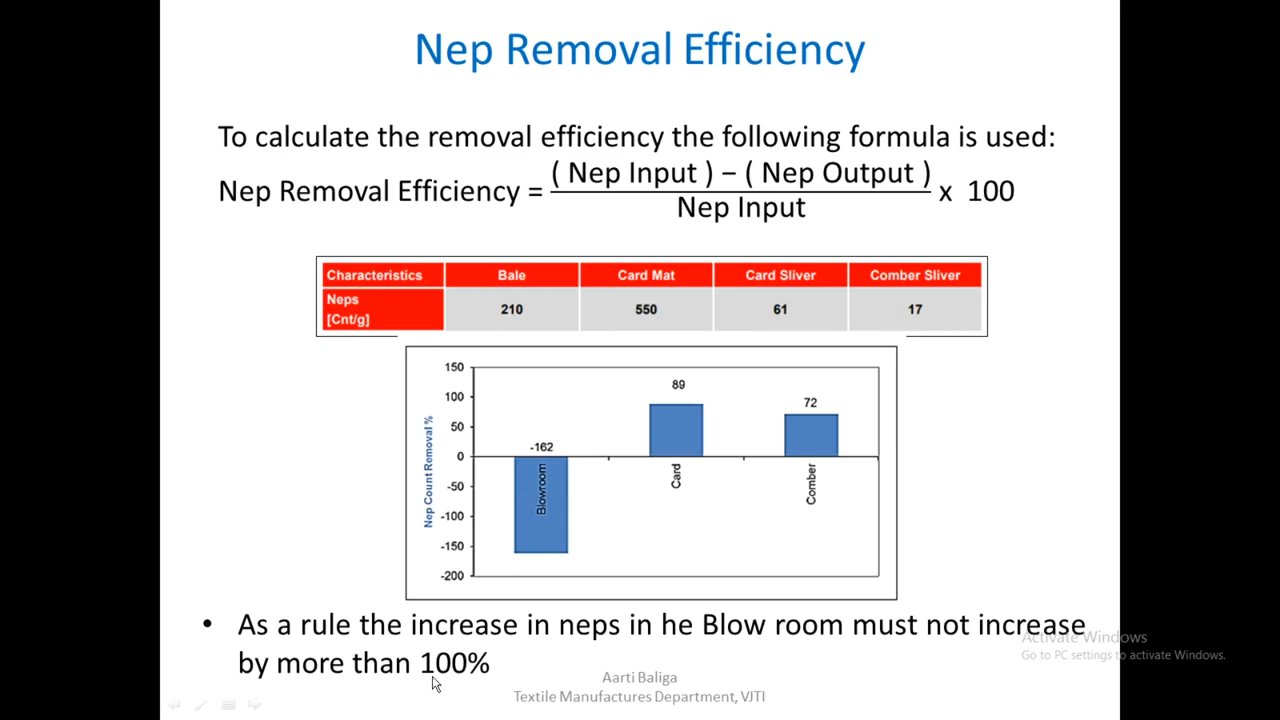 Nep Removal Efficiency
To calculate the removal efficiency the following formula is used:
Nep Removal Efficiency = ( Nep Input ) − ( Nep Output ) / Nep Input x 100
Characteristics Bale Card Mat Card Sliver Comber Sliver
Neps [Cnt/g] 210 550 61 17
Nep Count Removal %
150
100
50
0
-50
-100
-150
-200
-162
89
72
Blowroom
Card
Comber
• As a rule the increase in neps in he Blow room must not increase
by more than 100%
Activate Windows
Go to PC settings to activate Windows.
Aarti Baliga
Textile Manufactures Department, VJTI